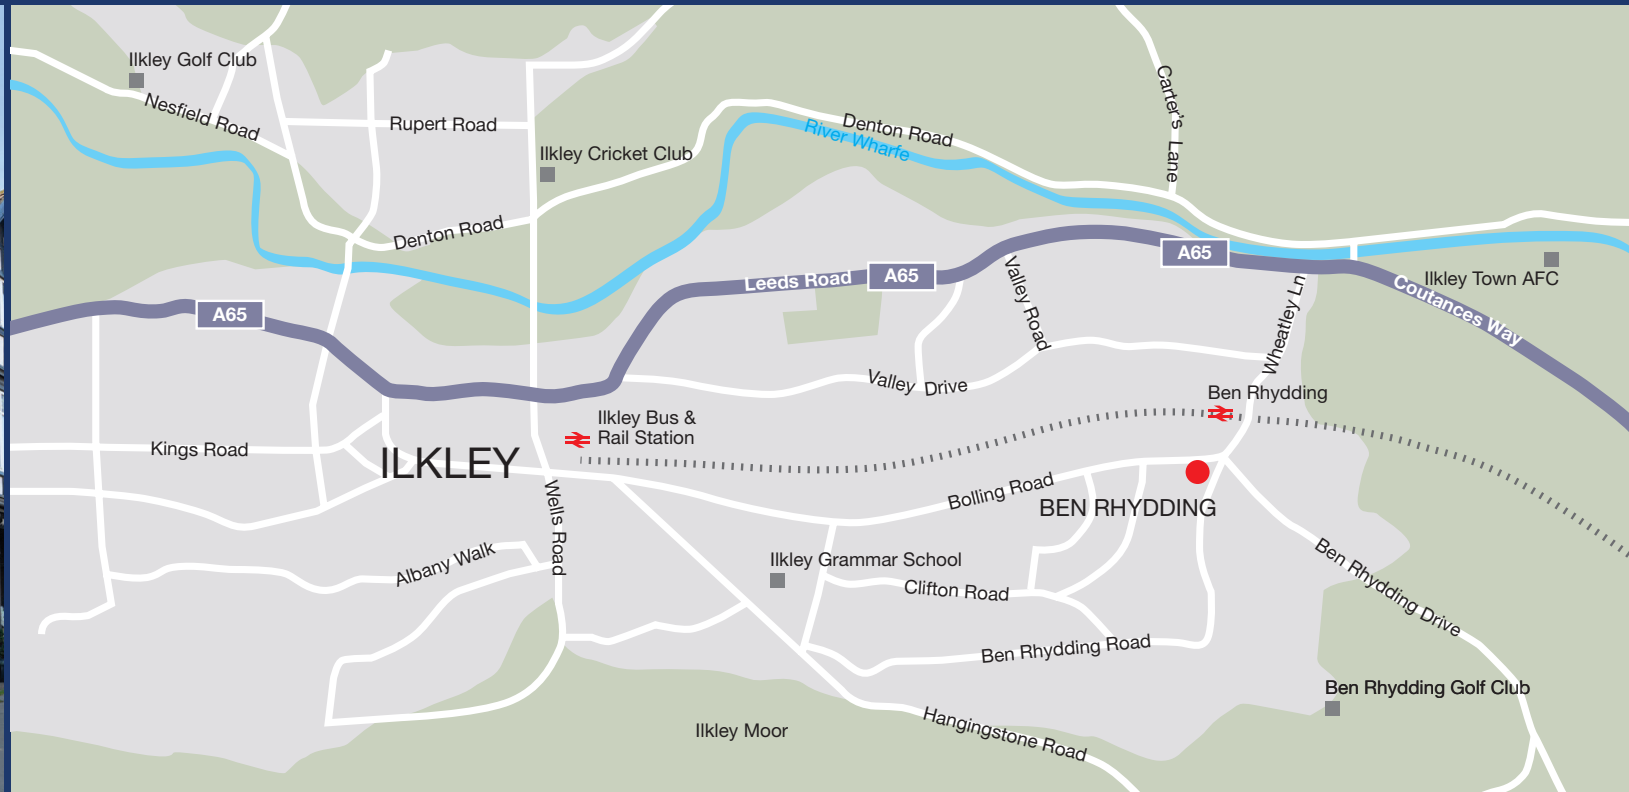 Ilkley Golf Club
Nesfield Road
Rupert Road
Ilkley Cricket Club
Denton Road
River Wharfe
Carter's Lane
Denton Road
A65
Leeds Road
A65
A65
Valley Road
Wheatley Ln
Ilkley Town AFC
Coutances Way
Valley Drive
Ben Rhydding
Ilkley Bus &
Rail Station
Kings Road
ILKLEY
Wells Road
Bolling Road
BEN RHYDDING
Albany Walk
Ilkley Grammar School
Clifton Road
Ben Rhydding Drive
Ben Rhydding Road
Ben Rhydding Golf Club
Ilkley Moor
Hangingstone Road